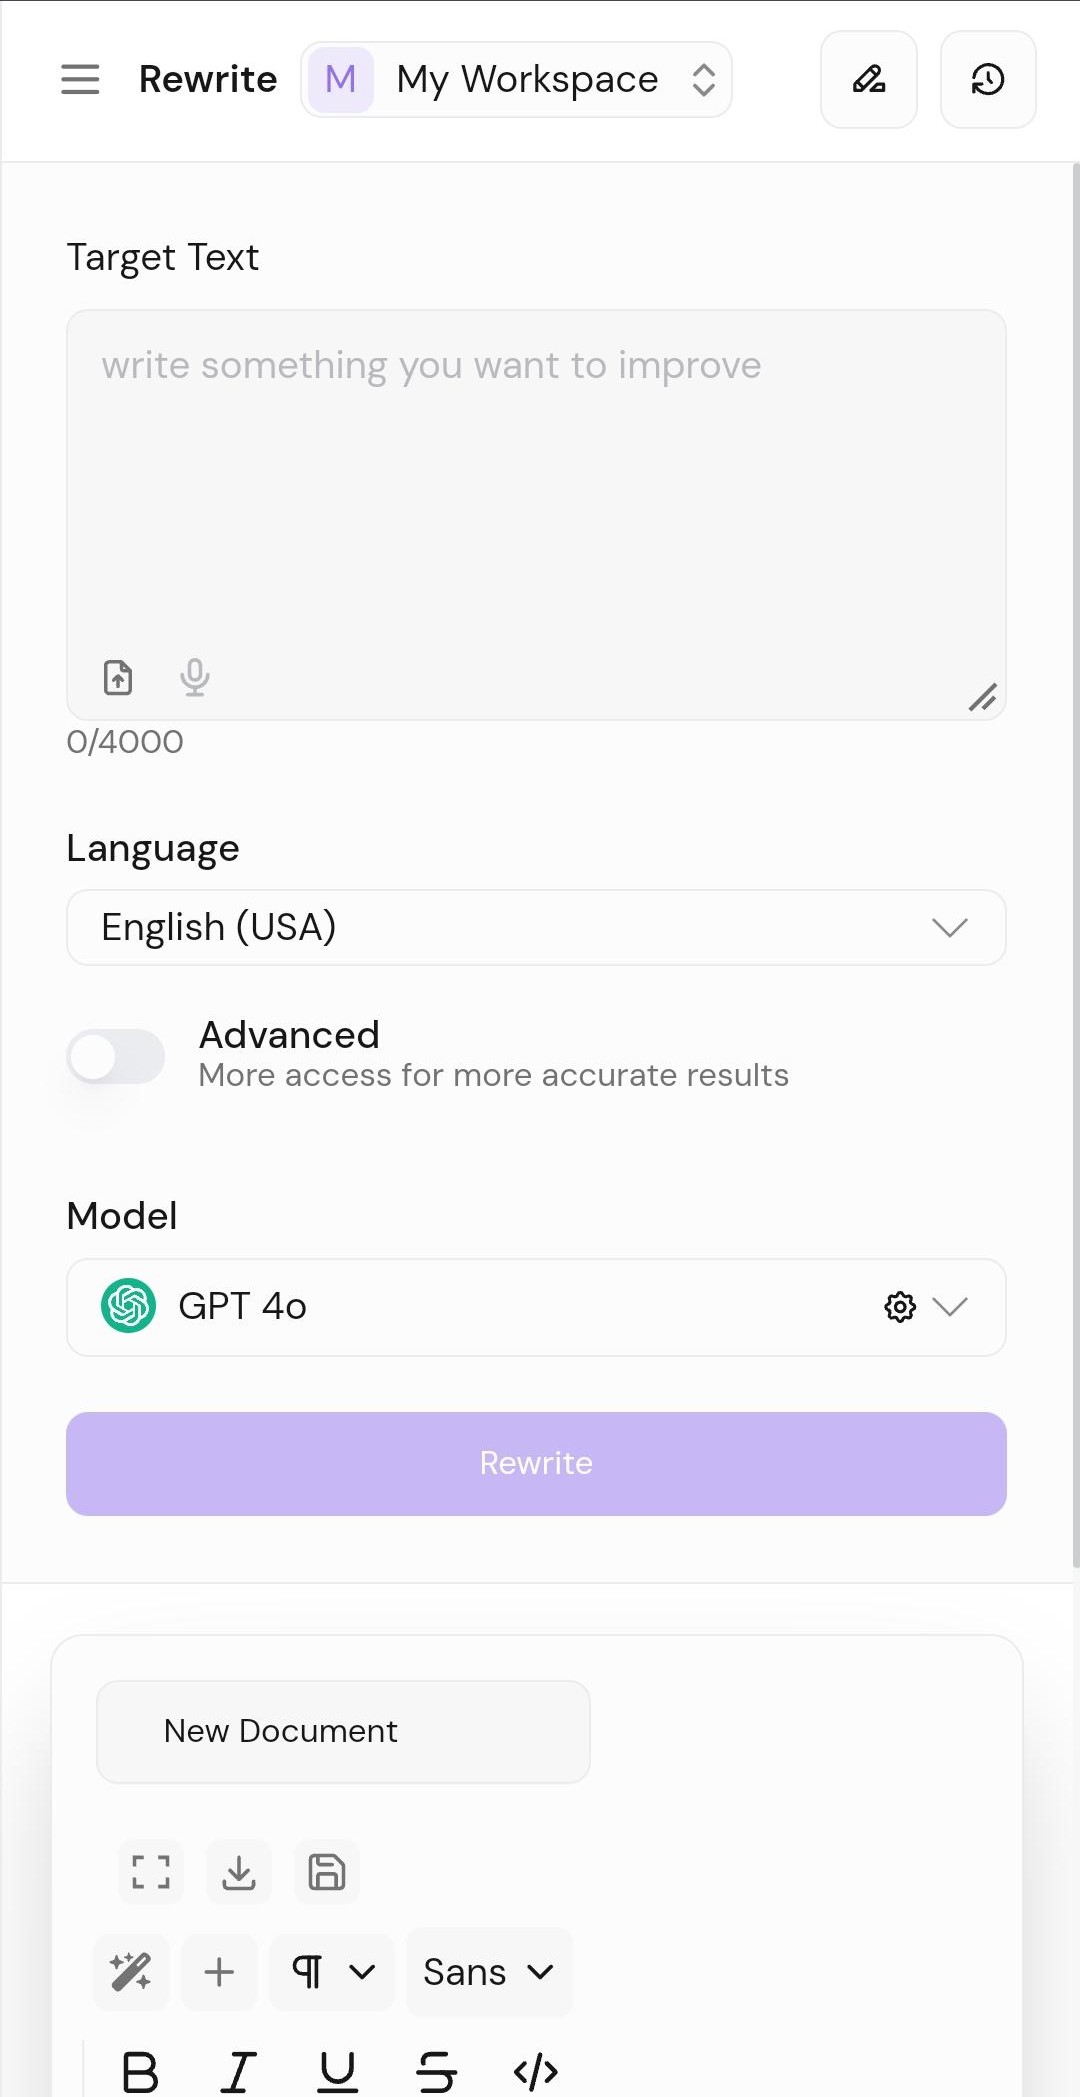 Rewrite
M My Workspace
Target Text
write something you want to improve
0/4000
Language
English (USA)
Advanced
More access for more accurate results
Model
GPT 4o
Rewrite
New Document
Sans
B I U S </>